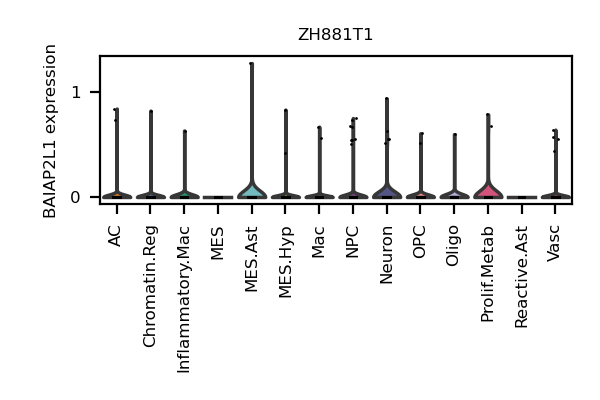 ZH881T1
BAIAP2L1 expression
1
0
AC
Chromatin.Reg
Inflammatory.Mac
MES
MES.Ast
MES.Hyp
Mac
NPC
Neuron
OPC
Oligo
Prolif.Metab
Reactive.Ast
Vasc